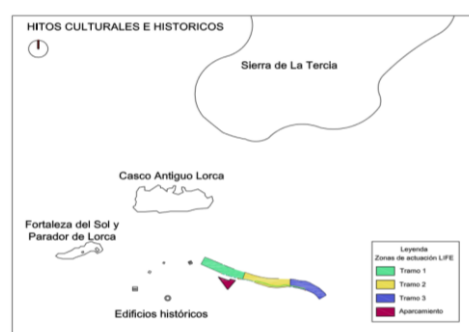 HITOS CULTURALES E HISTORICOS
Sierra de La Tercia
Casco Antiguo Lorca
Fortaleza del Sol y
Parador de Lorca
Edificios históricos
Leyenda
Zonas de actuación LIFE
Tramo 1
Tramo 2
Tramo 3
Aparcamiento